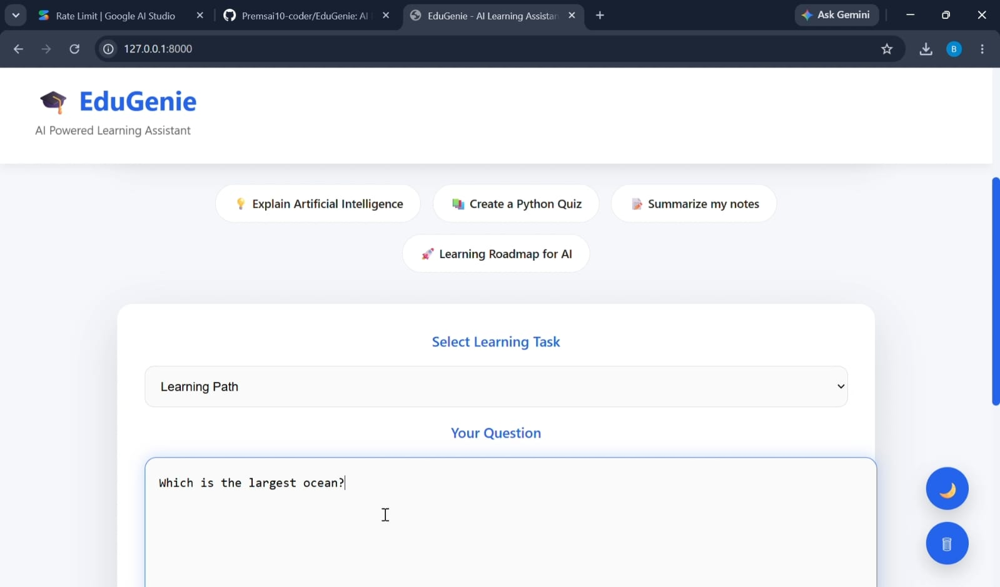 Rate Limit | Google AI Studio
Premsai10-coder/EduGenie: AI
EduGenie - AI Learning Assistan
Ask Gemini
127.0.0.1:8000
B
EduGenie
AI Powered Learning Assistant
Explain Artificial Intelligence
Create a Python Quiz
Summarize my notes
Learning Roadmap for AI
Select Learning Task
Learning Path
Your Question
Which is the largest ocean?